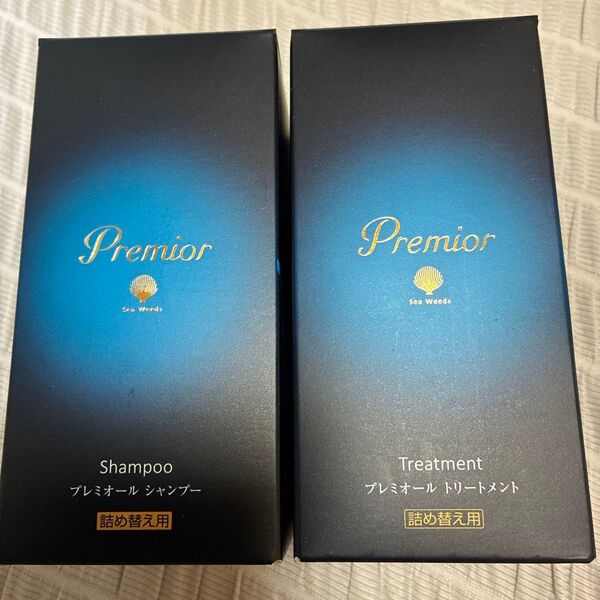 Premior
Sea Weeds
Shampoo
プレミオール シャンプー
詰め替え用
Premior
Sea Weeds
Treatment
プレミオール トリートメント
詰め替え用